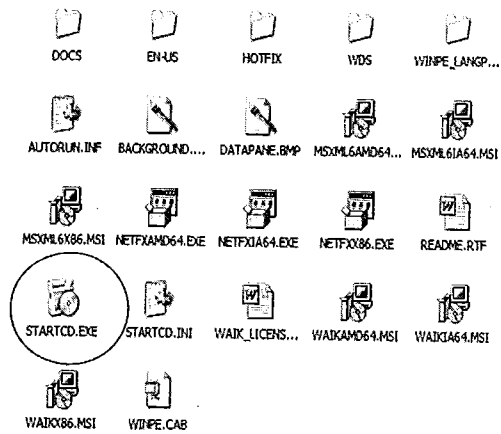 DOCS EN-US HOTFIX WDS WINPE_LANGP...
AUTORUN.INF BACKGROUND.... DATAPANE.BMP MSXML6AMD64... MSXML6IA64.MSI
MSXML6X86.MSI NETFXAMD64.EXE NETFXIA64.EXE NETFXX86.EXE README.RTF
STARTCD.EXE STARTCD.INI WAIK_LICENS... WAIKAMD64.MSI WAIKIA64.MSI
WAIKX86.MSI WINPE.CAB